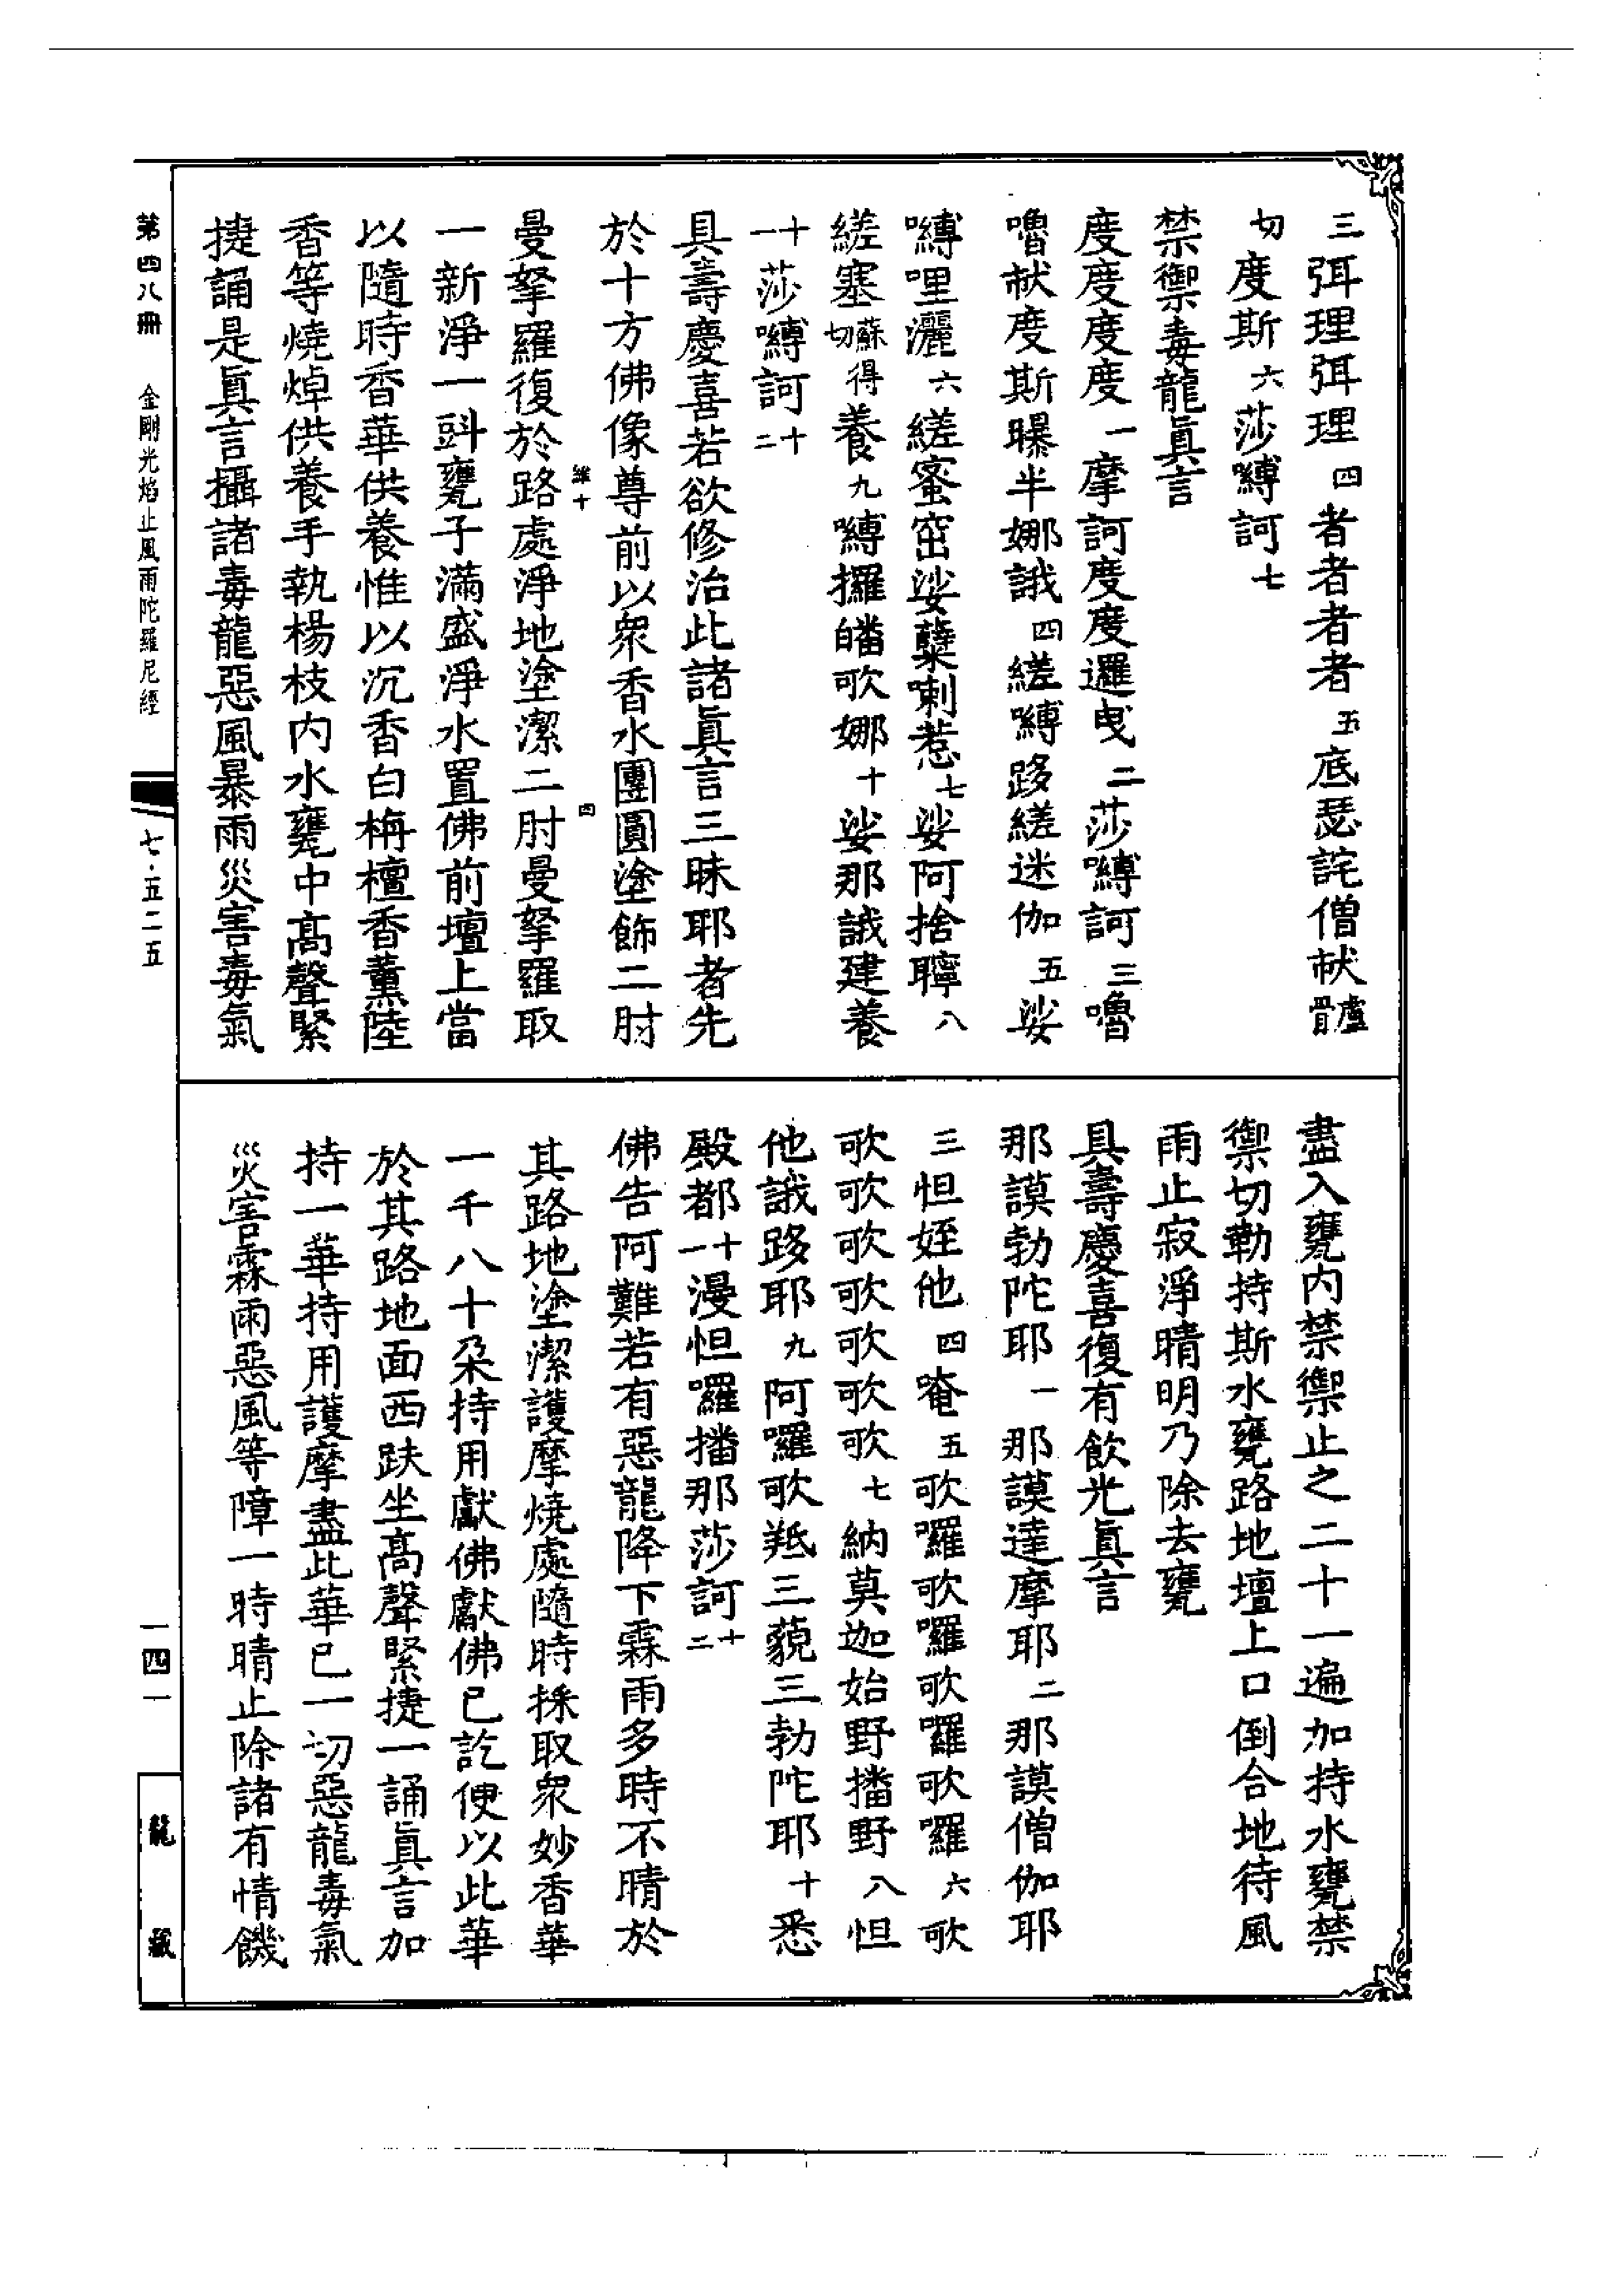 三弭理弭理四者者者者五底瑟詫僧㹤驢骨
切度斯六莎嚩訶七
禁禦毒龍眞言
度度度度一摩訶度度邏曵二莎嚩訶三嚕
嚕㹤度斯曝半娜誐四縒嚩跢縒迷伽五娑
嚩哩灑六縒蜜窋娑櫱喇惹七娑阿捨聹八
縒塞蘇得切養九嚩攞皤歌娜十娑那誐建養
十一莎嚩訶十二
具壽慶喜若欲修治此諸眞言三昧耶者先
於十方佛像尊前以衆香水團圓塗飾二肘
曼拏羅復於路處淨地塗潔二肘曼拏羅取
一新淨一㪷甕子滿盛淨水置佛前壇上當
以隨時香華供養惟以沉香白栴檀香薰陸
香等燒焯供養手執楊枝内水甕中高聲緊
捷誦是眞言攝諸毒龍惡風暴雨災害毒氣
維十
四
盡入甕内禁禦止之二十一遍加持水甕禁
禦切勒持斯水甕路地壇上口倒合地待風
雨止寂淨晴明乃除去甕
具壽慶喜復有飲光眞言
那謨勃陀耶一那謨達摩耶二那謨僧伽耶
三怛姪他四唵五歌囉歌囉歌囉歌囉六歌
歌歌歌歌歌歌歌七納莫迦始野播野八怛
他誐跢耶九阿囉歌羝三藐三勃陀耶十悉
殿都十一漫怛囉播那莎訶十二
佛告阿難若有惡龍降下霖雨多時不晴於
其路地塗潔護摩燒處隨時採取衆妙香華
一千八十朶持用獻佛獻佛已訖便以此華
於其路地面西趺坐高聲緊捷一誦眞言加
持一華持用護摩盡此華已一切惡龍毒氣
災害霖雨惡風等障一時晴止除諸有情饑
第四八冊 金剛光焰止風雨陀羅尼經
七·五二五
一四一
龍藏